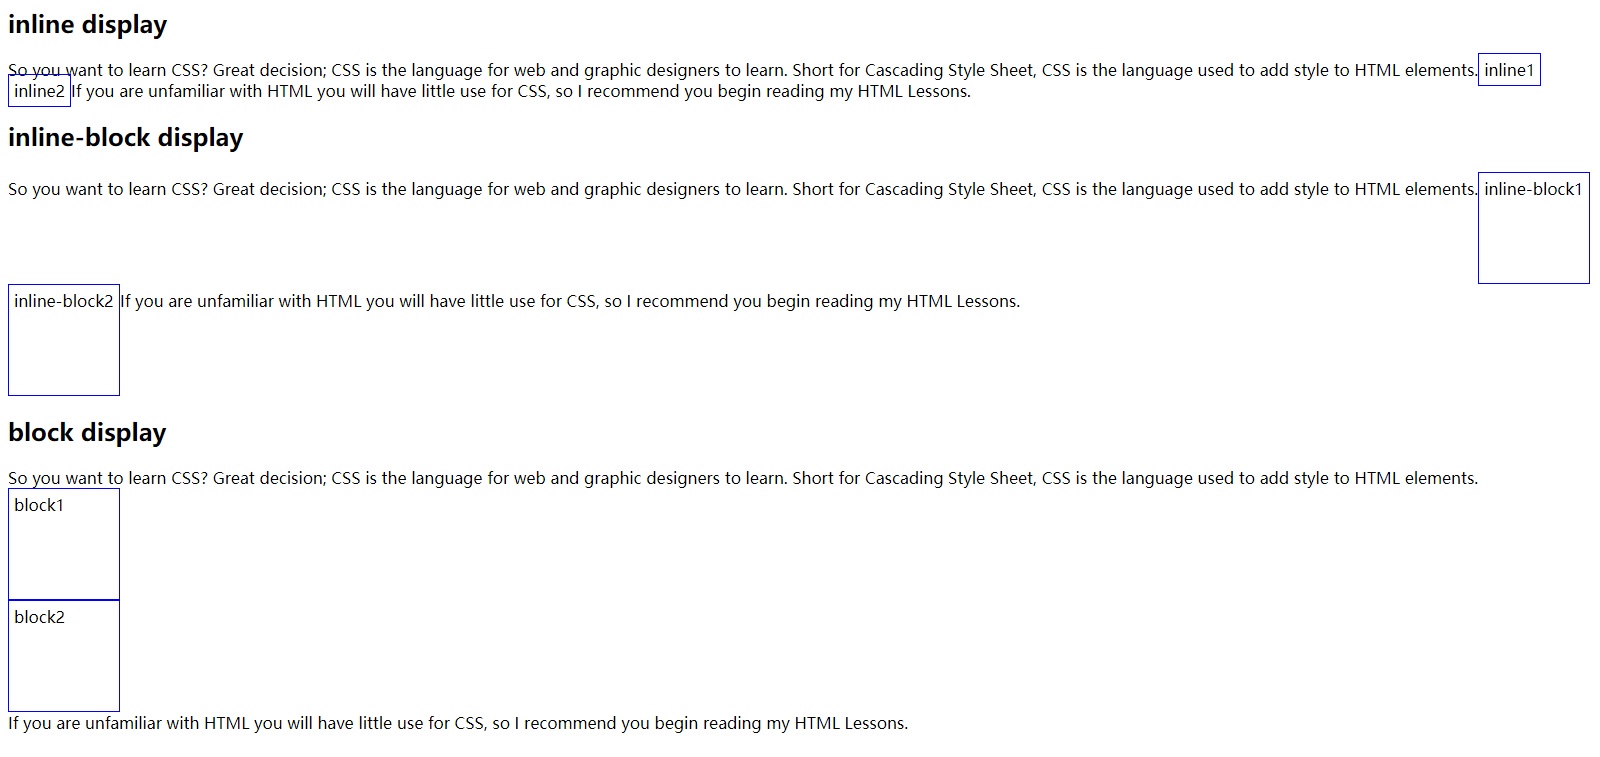 inline display
So you want to learn CSS? Great decision; CSS is the language for web and graphic designers to learn. Short for Cascading Style Sheet, CSS is the language used to add style to HTML elements. inline1
inline2 If you are unfamiliar with HTML you will have little use for CSS, so I recommend you begin reading my HTML Lessons.
inline-block display
So you want to learn CSS? Great decision; CSS is the language for web and graphic designers to learn. Short for Cascading Style Sheet, CSS is the language used to add style to HTML elements. inline-block1
inline-block2 If you are unfamiliar with HTML you will have little use for CSS, so I recommend you begin reading my HTML Lessons.
block display
So you want to learn CSS? Great decision; CSS is the language for web and graphic designers to learn. Short for Cascading Style Sheet, CSS is the language used to add style to HTML elements.
block1
block2
If you are unfamiliar with HTML you will have little use for CSS, so I recommend you begin reading my HTML Lessons.